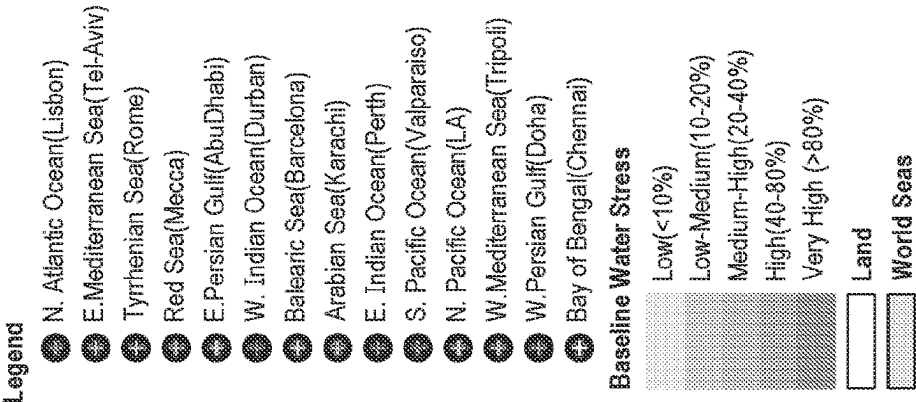 Legend
N. Atlantic Ocean(Lisbon)
E.Mediterranean Sea(Tel-Aviv)
Tyrrhenian Sea(Rome)
Red Sea(Mecca)
E.Persian Gulf(AbuDhabi)
W. Indian Ocean(Durban)
Balearic Sea(Barcelona)
Arabian Sea(Karachi)
E. Indian Ocean(Perth)
S. Pacific Ocean(Valparaiso)
N. Pacific Ocean(LA)
W.Mediterranean Sea(Tripoli)
W.Persian Gulf(Doha)
Bay of Bengal(Chennai)
Baseline Water Stress
Low(<10%)
Low-Medium(10-20%)
Medium-High(20-40%)
High(40-80%)
Very High (>80%)
Land
World Seas